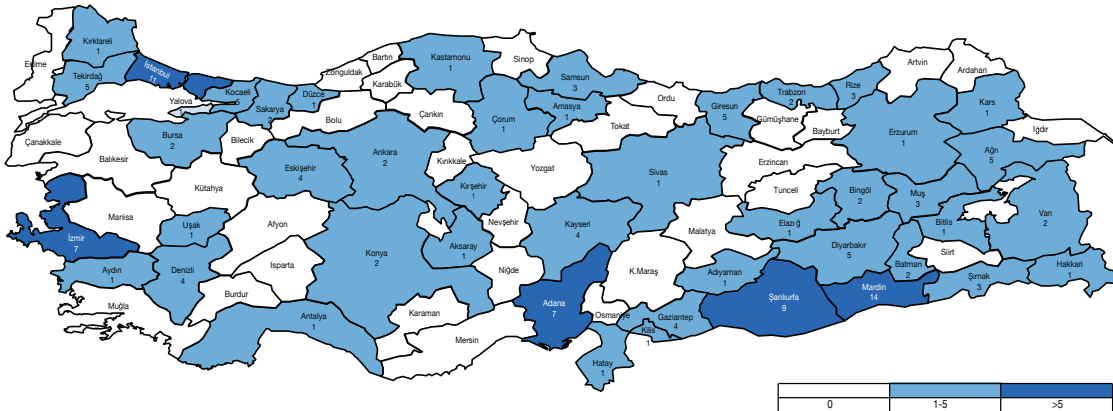 Kırklareli
1
Edirne
Tekirdağ
5
İstanbul
11
Yalova
Kocaeli
5
Sakarya
2
Düzce
1
Zonguldak
Bartın
Karabük
Kastamonu
1
Sinop
Samsun
3
Amasya
1
Ordu
Tokat
Giresun
5
Trabzon
2
Gümüşhane
Bayburt
Rize
3
Artvin
Ardahan
Kars
1
Iğdır
Erzurum
1
Ağrı
5
Çanakkale
Balıkesir
Bursa
2
Bilecik
Bolu
Çankırı
Çorum
1
Ankara
2
Kırıkkale
Yozgat
Eskişehir
4
Kütahya
Kırşehir
1
Sivas
1
Erzincan
Tunceli
Bingöl
2
Muş
3
Bitlis
1
Van
2
Manisa
İzmir
7
Uşak
1
Afyon
Nevşehir
Kayseri
4
Malatya
Elazığ
1
Diyarbakır
5
Batman
2
Siirt
Şırnak
3
Hakkari
1
Aydın
1
Denizli
4
Isparta
Burdur
Konya
2
Aksaray
1
Niğde
Adana
7
K.Maraş
Adıyaman
1
Şanlıurfa
9
Mardin
14
Muğla
Antalya
1
Karaman
Mersin
Osmaniye
Gaziantep
4
Kilis
1
Hatay
1
0
1-5
>5